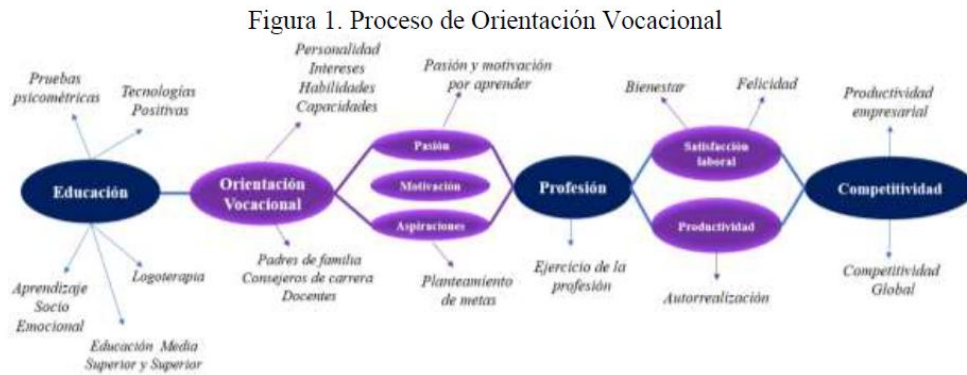 Figura 1. Proceso de Orientación Vocacional
Pruebas
psicométricas
Tecnologías
Positivas
Educación
Aprendizaje
Socio
Emocional
Logoterapia
Educación Media
Superior y Superior
Personalidad
Intereses
Habilidades
Capacidades
Orientación
Vocacional
Padres de familia
Consejeros de carrera
Docentes
Pasión y motivación
por aprender
Pasión
Motivación
Aspiraciones
Planteamiento
de metas
Profesión
Ejercicio de la
profesión
Bienestar
Felicidad
Satisfacción
laboral
Productividad
Autorrealización
Productividad
empresarial
Competitividad
Competitividad
Global